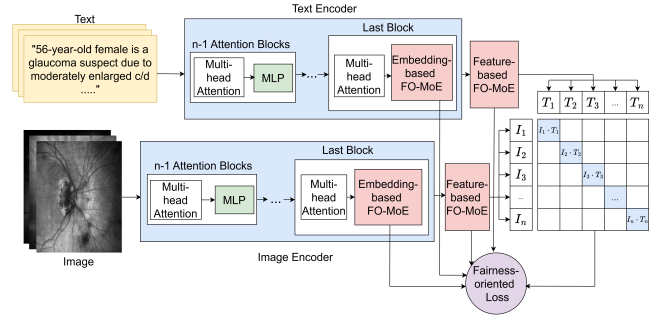 Text
Text Encoder
Last Block
n-1 Attention Blocks
"56-year-old female is a
glaucoma suspect due to
moderately enlarged c/d
....."
Multi-
head
Attention
MLP
...
Multi-
head
Attention
Embedding-
based
FO-MoE
Feature-
based
FO-MoE
T₁
T₂
T₃
...
Tₙ
I₁
I₂
I₃
...
Iₙ
I₁ · T₁
I₂ · T₂
I₃ · T₃
...
Iₙ · Tₙ
Last Block
n-1 Attention Blocks
Multi-
head
Attention
MLP
...
Multi-
head
Attention
Embedding-
based
FO-MoE
Feature-
based
FO-MoE
Image
Image Encoder
Fairness-
oriented
Loss